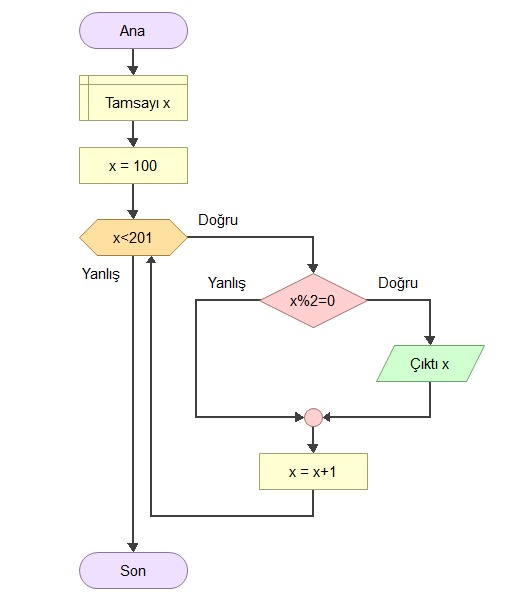 Ana
Tamsayı x
x = 100
x<201
Doğru
Yanlış
x%2=0
Yanlış
Doğru
Çıktı x
x = x+1
Son